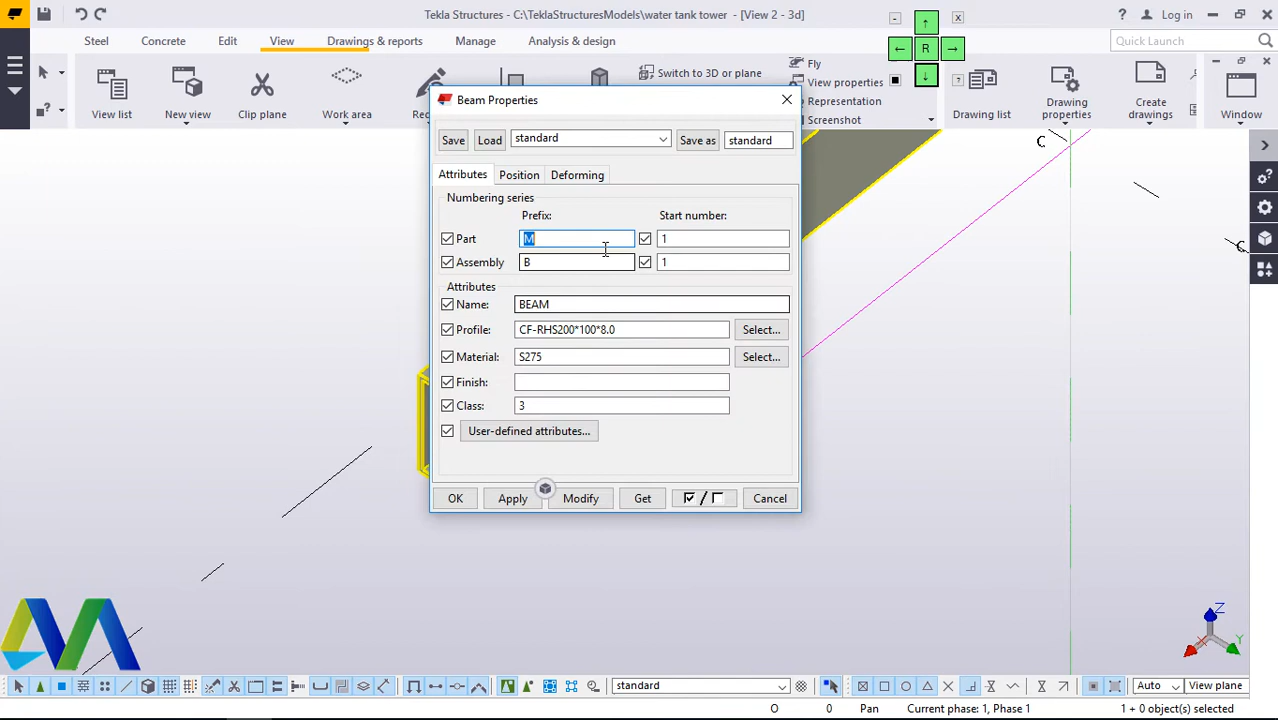 Tekla Structures - C:\TeklaStructuresModels\water tank tower - [View 2 - 3d]
Log in
Steel Concrete Edit View Drawings & reports Manage Analysis & design
Quick Launch
- x
R
?
View list
New view
Clip plane
Work area
Switch to 3D or plane
Fly
View properties
Representation
Screenshot
Drawing list
Drawing properties
Create drawings
Window
Beam Properties
Save Load standard Save as standard
Attributes Position Deforming
Numbering series
Prefix: Start number:
Part M 1
Assembly B 1
Attributes
Name: BEAM
Profile: CF-RHS200*100*8.0 Select...
Material: S275 Select...
Finish:
Class: 3
User-defined attributes...
OK Apply Modify Get / Cancel
C
C
Z
Y
standard
Auto
View plane
O 0 Pan Current phase: 1, Phase 1 1 + 0 object(s) selected